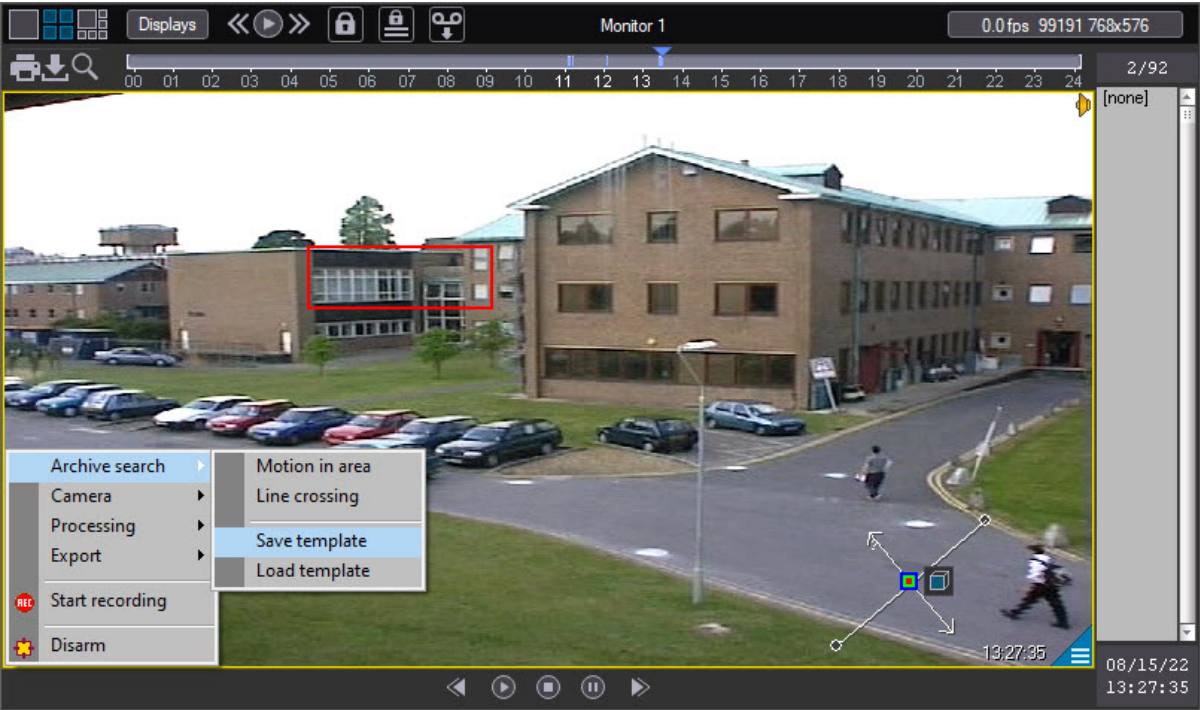 Displays
Monitor 1
0.0 fps 99191 768x576
00 01 02 03 04 05 06 07 08 09 10 11 12 13 14 15 16 17 18 19 20 21 22 23 24
2/92
[none]
Archive search
Camera
Processing
Export
Start recording
Disarm
Motion in area
Line crossing
Save template
Load template
REC
13:27:35
08/15/22
13:27:35